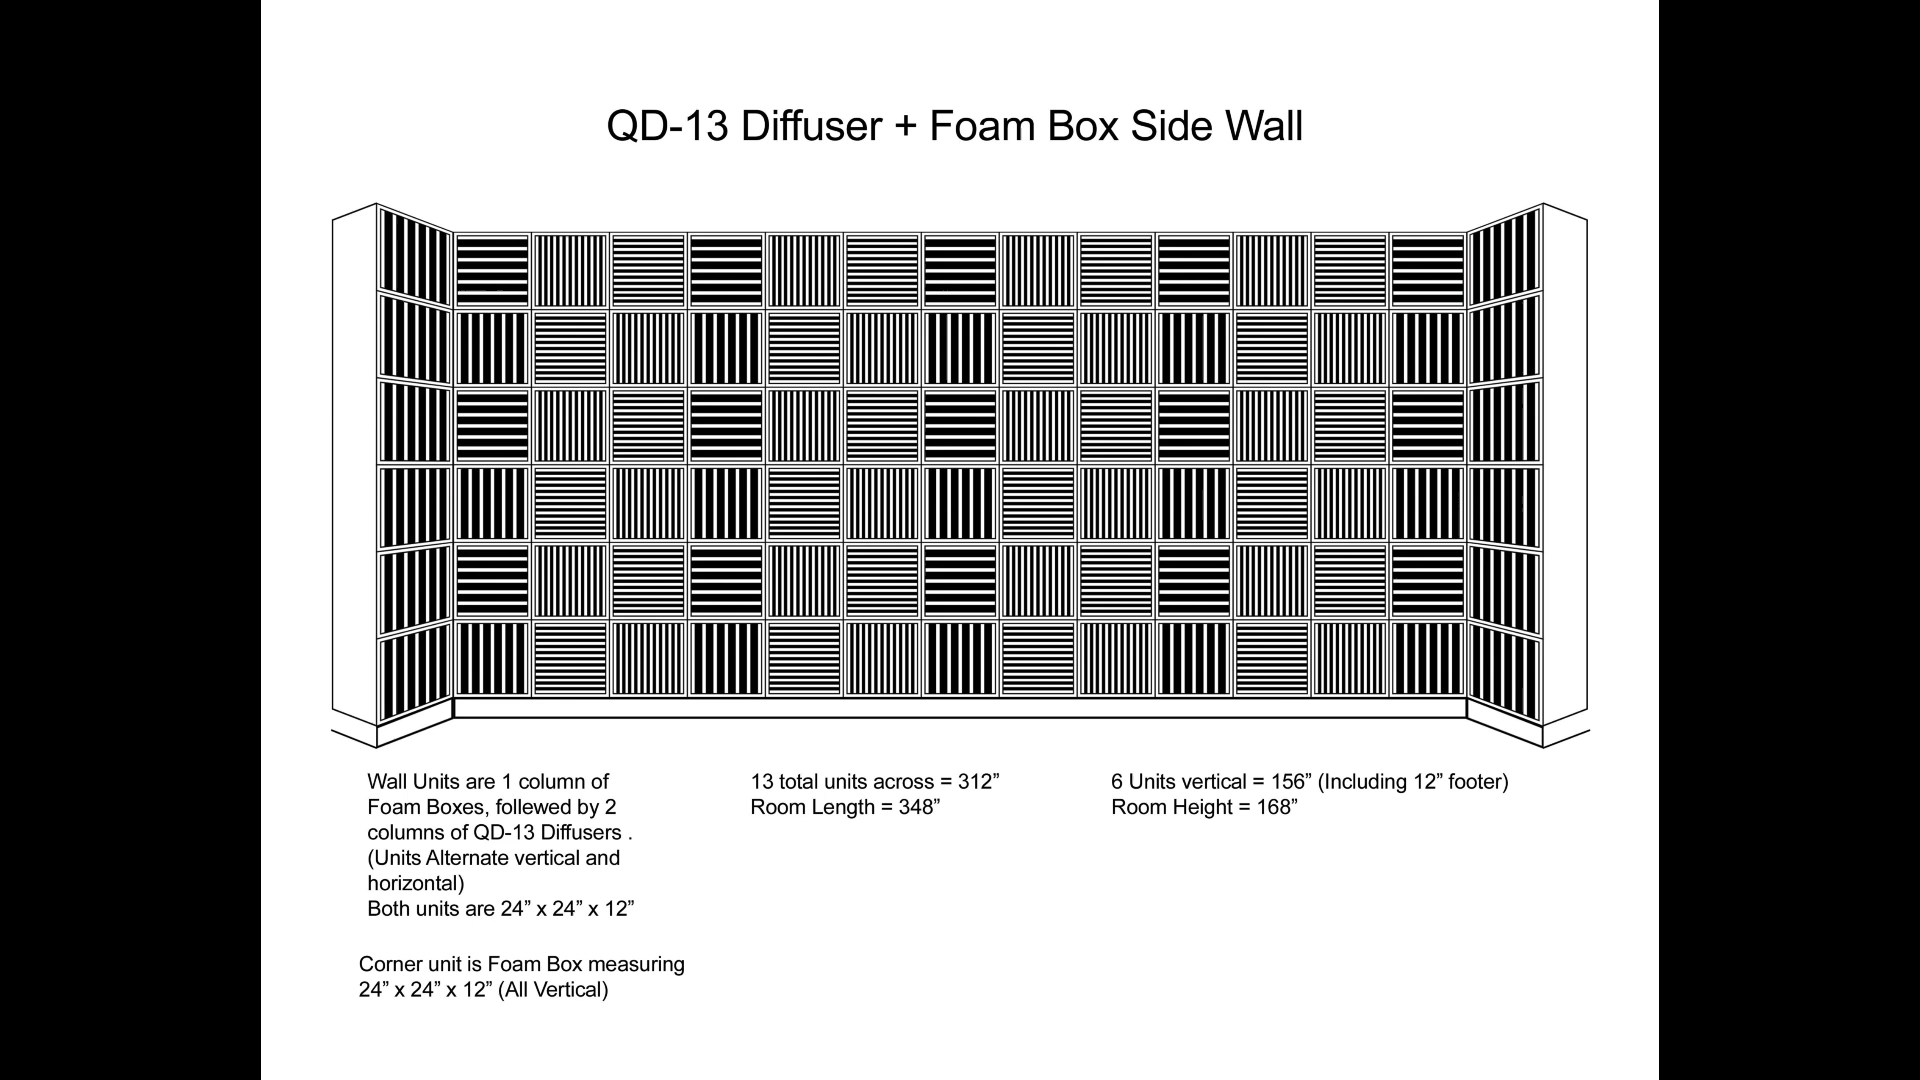 QD-13 Diffuser + Foam Box Side Wall
Wall Units are 1 column of
Foam Boxes, follewed by 2
columns of QD-13 Diffusers .
(Units Alternate vertical and
horizontal)
Both units are 24” x 24” x 12”
13 total units across = 312”
Room Length = 348”
6 Units vertical = 156” (Including 12” footer)
Room Height = 168”
Corner unit is Foam Box measuring
24” x 24” x 12” (All Vertical)